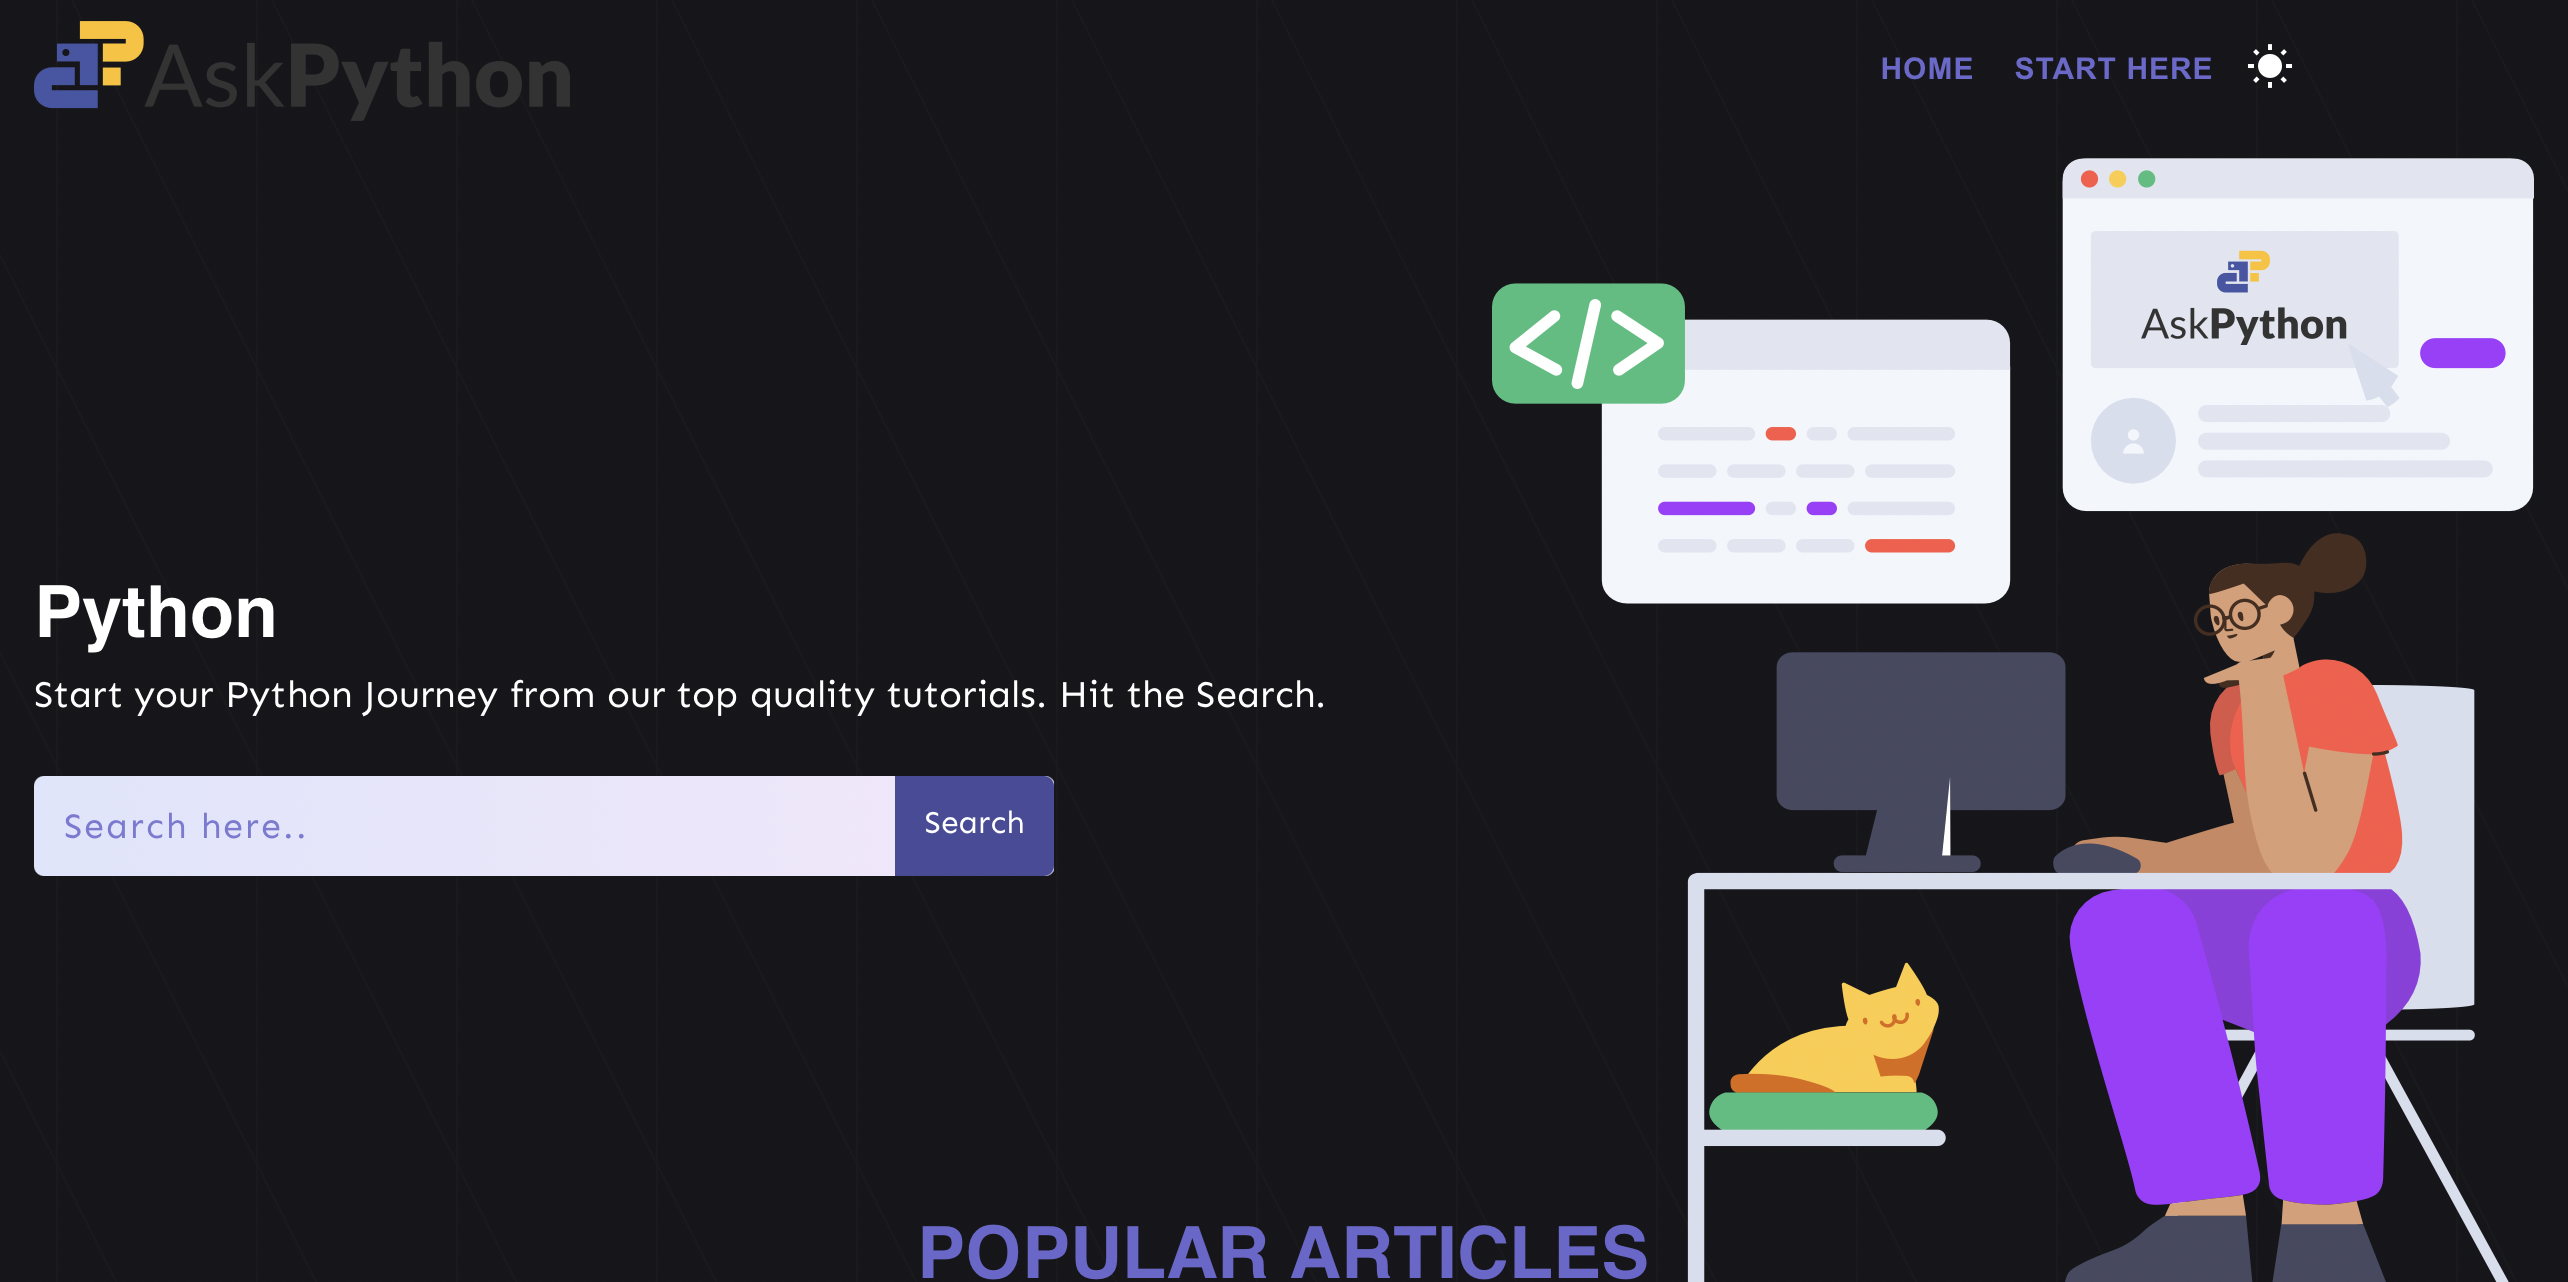 AskPython
HOME START HERE
AskPython
</>
Python
Start your Python Journey from our top quality tutorials. Hit the Search.
Search here..
Search
POPULAR ARTICLES